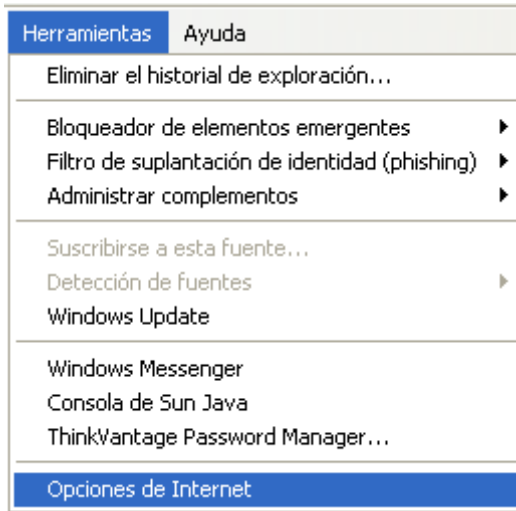 Herramientas Ayuda
Eliminar el historial de exploración...
Bloqueador de elementos emergentes
Filtro de suplantación de identidad (phishing)
Administrar complementos
Suscribirse a esta fuente...
Detección de fuentes
Windows Update
Windows Messenger
Consola de Sun Java
ThinkVantage Password Manager...
Opciones de Internet